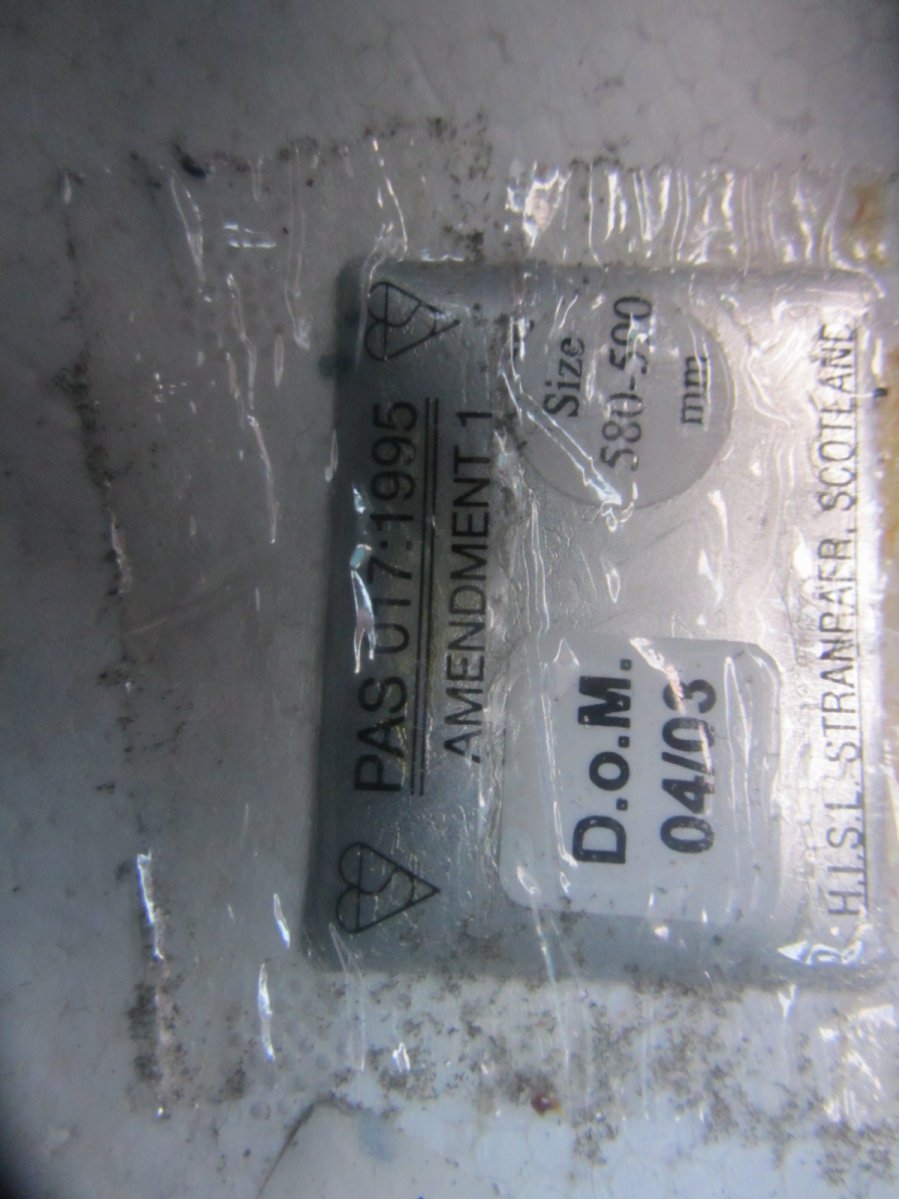 PAS 017:1995
AMENDMENT 1
D.o.M.
04/03
Size
580-590
mm
H.I.S.L. STRANRAER, SCOTLAND